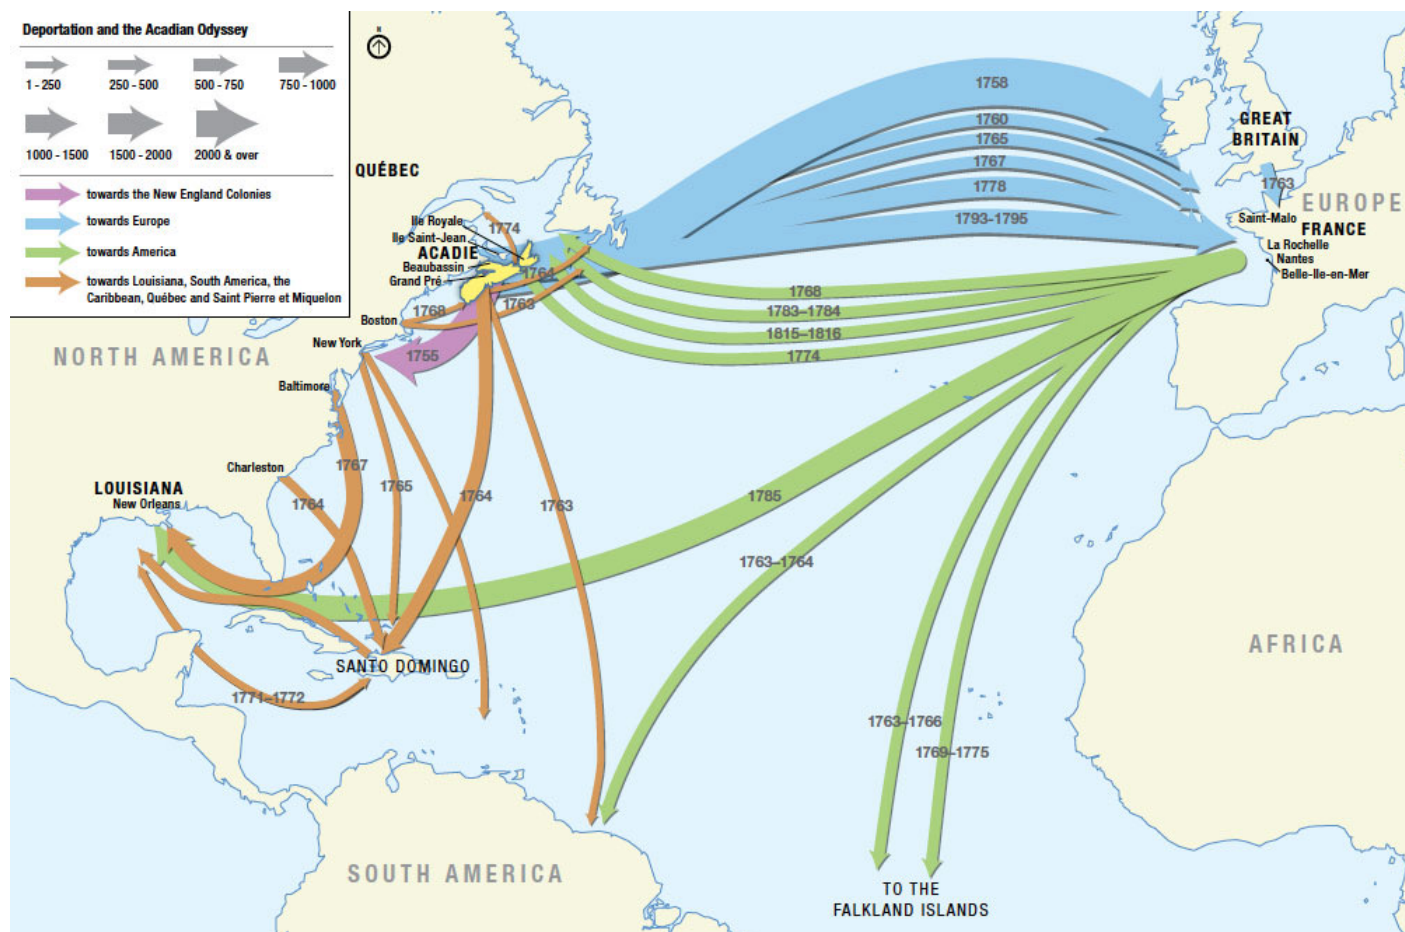 Deportation and the Acadian Odyssey
1 - 250
250 - 500
500 - 750
750 - 1000
1000 - 1500
1500 - 2000
2000 & over
towards the New England Colonies
towards Europe
towards America
towards Louisiana, South America, the
Caribbean, Québec and Saint Pierre et Miquelon
N
1758
1760
1765
1767
1778
1793–1795
GREAT
BRITAIN
1763
EUROPE
Saint-Malo
FRANCE
La Rochelle
Nantes
Belle-Ile-en-Mer
QUÉBEC
Ile Royale
1774
Ile Saint-Jean
ACADIE
Beaubassin
Grand Pré
1764
1768
1763
Boston
New York
1755
NORTH AMERICA
Baltimore
1768
1783–1784
1815–1816
1774
Charleston
1767
LOUISIANA
New Orleans
1764
1765
1764
1763
1785
1763–1764
SANTO DOMINGO
1771–1772
AFRICA
1763–1766
1769–1775
SOUTH AMERICA
TO THE
FALKLAND ISLANDS